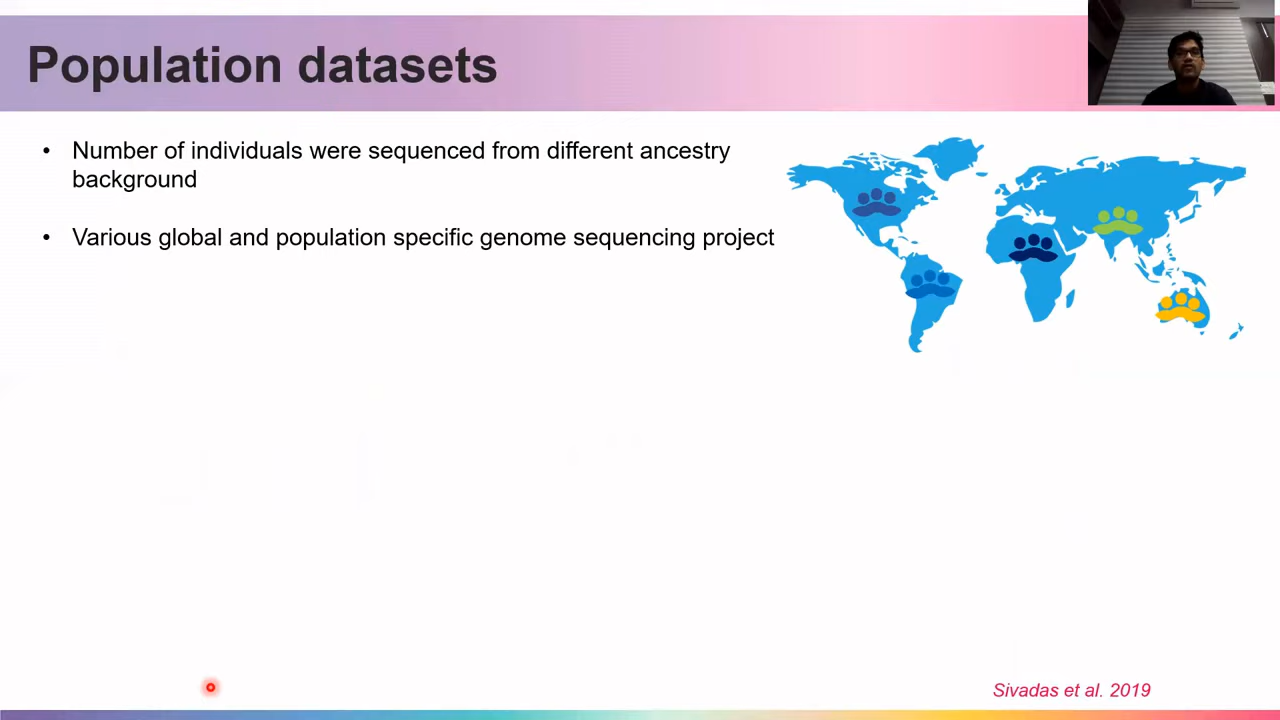 Population datasets
• Number of individuals were sequenced from different ancestry
background
• Various global and population specific genome sequencing project
Sivadas et al. 2019